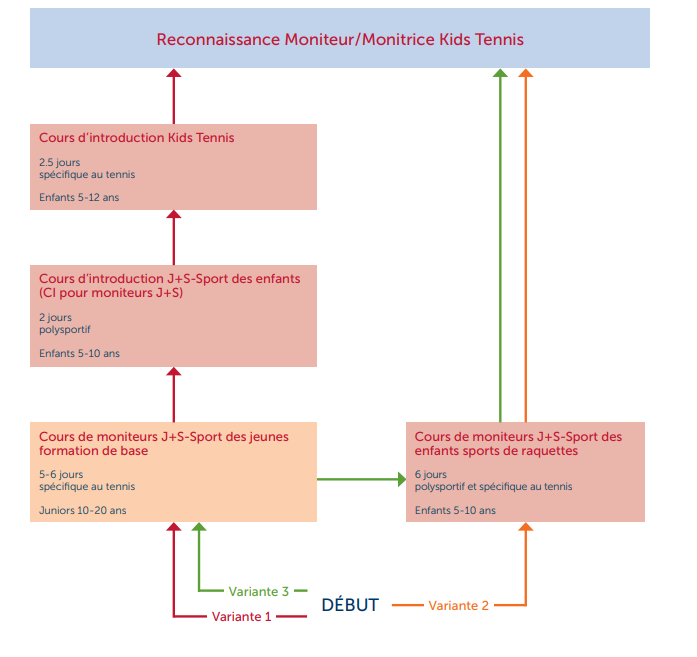 Reconnaissance Moniteur/Monitrice Kids Tennis
Cours d'introduction Kids Tennis
2.5 jours
spécifique au tennis
Enfants 5-12 ans
Cours d'introduction J+S-Sport des enfants
(CI pour moniteurs J+S)
2 jours
polysportif
Enfants 5-10 ans
Cours de moniteurs J+S-Sport des jeunes
formation de base
5-6 jours
spécifique au tennis
Juniors 10-20 ans
Cours de moniteurs J+S-Sport des
enfants sports de raquettes
6 jours
polysportif et spécifique au tennis
Enfants 5-10 ans
Variante 3
DÉBUT
Variante 2
Variante 1